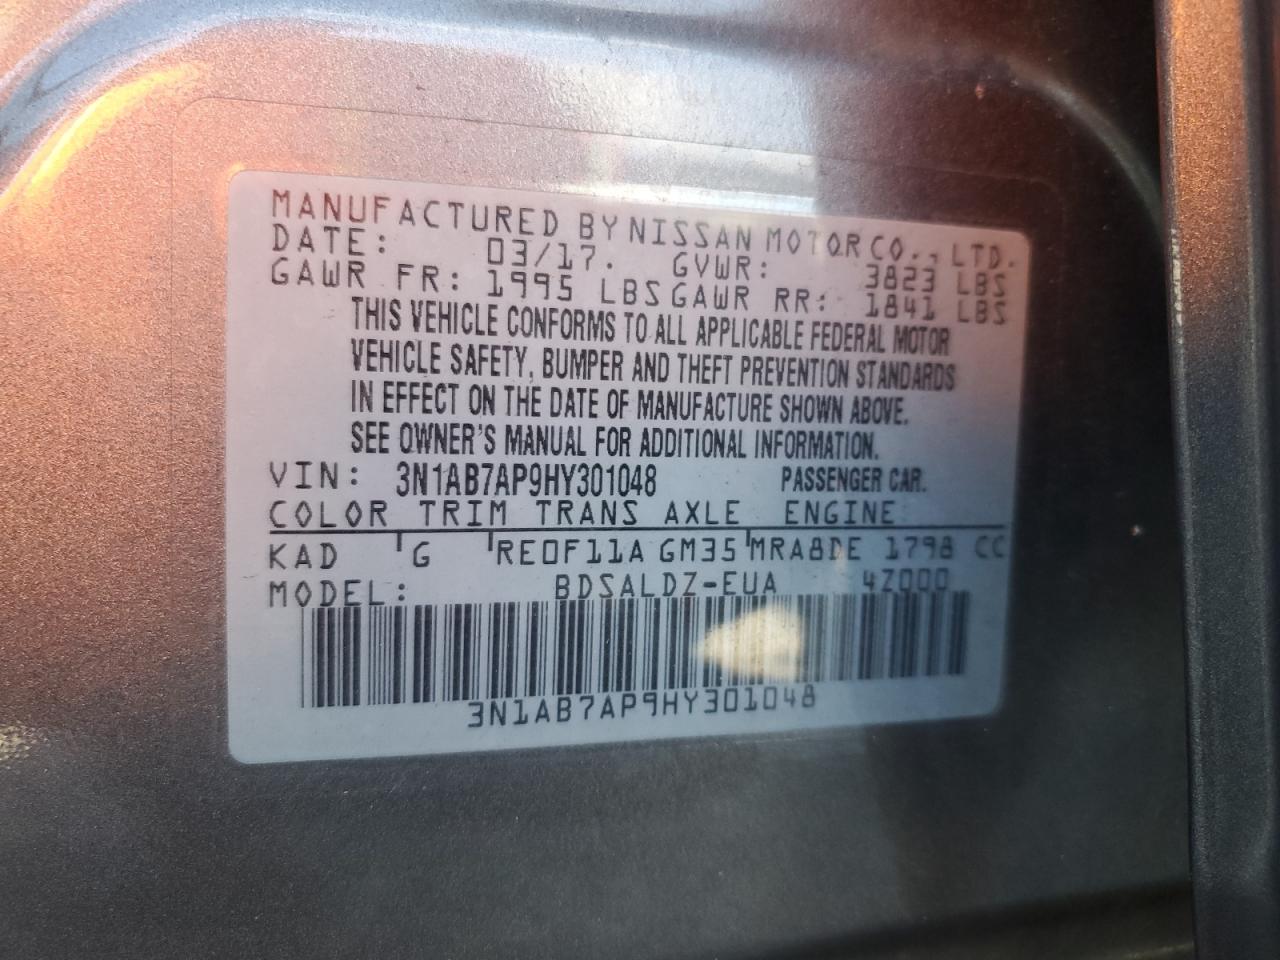 MANUFACTURED BY NISSAN MOTOR CO., LTD.
DATE: 03/17. GVWR: 3823 LBS
GAWR FR: 1995 LBS GAWR RR: 1841 LBS
THIS VEHICLE CONFORMS TO ALL APPLICABLE FEDERAL MOTOR
VEHICLE SAFETY, BUMPER AND THEFT PREVENTION STANDARDS
IN EFFECT ON THE DATE OF MANUFACTURE SHOWN ABOVE.
SEE OWNER'S MANUAL FOR ADDITIONAL INFORMATION.
VIN: 3N1AB7AP9HY301048 PASSENGER CAR.
COLOR TRIM TRANS AXLE ENGINE
KAD G RE0F11A GM35 MRA8DE 1798 CC
MODEL: BDSALDZ-EUA 4Z000
3N1AB7AP9HY301048